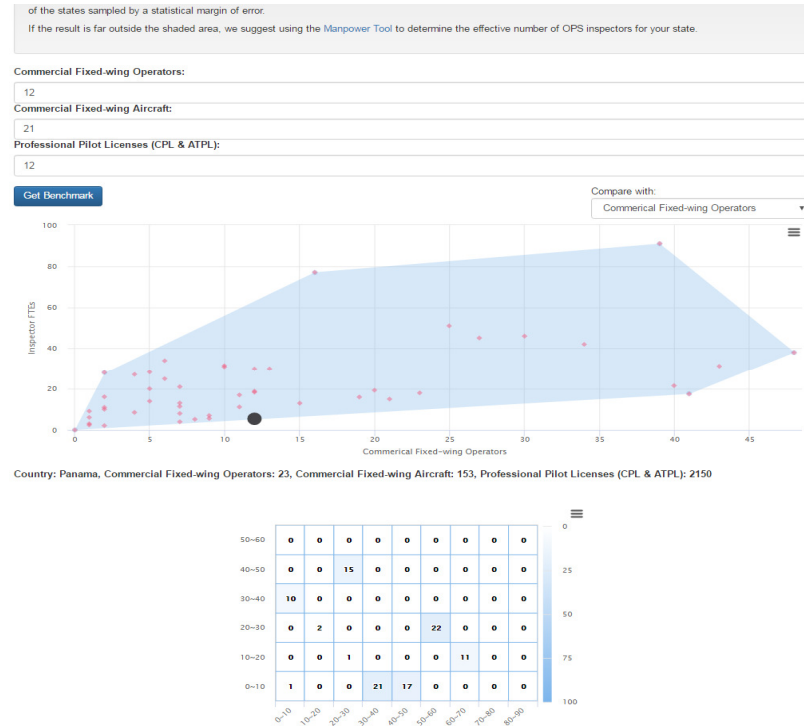 of the states sampled by a statistical margin of error.
If the result is far outside the shaded area, we suggest using the Manpower Tool to determine the effective number of OPS inspectors for your state.
Commercial Fixed-wing Operators:
12
Commercial Fixed-wing Aircraft:
21
Professional Pilot Licenses (CPL & ATPL):
12
Get Benchmark
Compare with:
Commerical Fixed-wing Operators
100
80
60
40
20
0
Inspector FTEs
0 5 10 15 20 25 30 35 40 45
Commerical Fixed-wing Operators
Country: Panama, Commercial Fixed-wing Operators: 23, Commercial Fixed-wing Aircraft: 153, Professional Pilot Licenses (CPL & ATPL): 2150
50~60 0 0 0 0 0 0 0 0 0
40~50 0 0 15 0 0 0 0 0 0
30~40 10 0 0 0 0 0 0 0 0
20~30 0 2 0 0 0 22 0 0 0
10~20 0 0 1 0 0 0 11 0 0
0~10 1 0 0 21 17 0 0 0 0
0~10 10~20 20~30 30~40 40~50 50~60 60~70 70~80 80~90
0
25
50
75
100